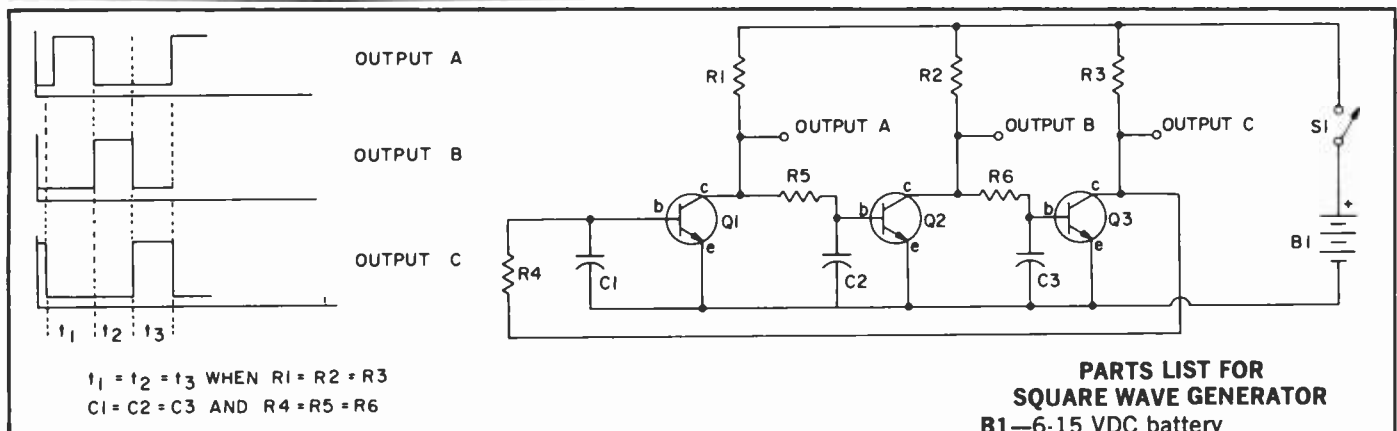 OUTPUT A
OUTPUT B
OUTPUT C
t1 t2 t3
t1 = t2 = t3 WHEN R1 = R2 = R3
C1 = C2 = C3 AND R4 = R5 = R6
R1
R2
R3
OUTPUT A
OUTPUT B
OUTPUT C
S1
R5
R6
c
c
c
b
Q1
b
Q2
b
Q3
+
B1
e
e
e
R4
C1
C2
C3
PARTS LIST FOR
SQUARE WAVE GENERATOR
B1—6-15 VDC battery